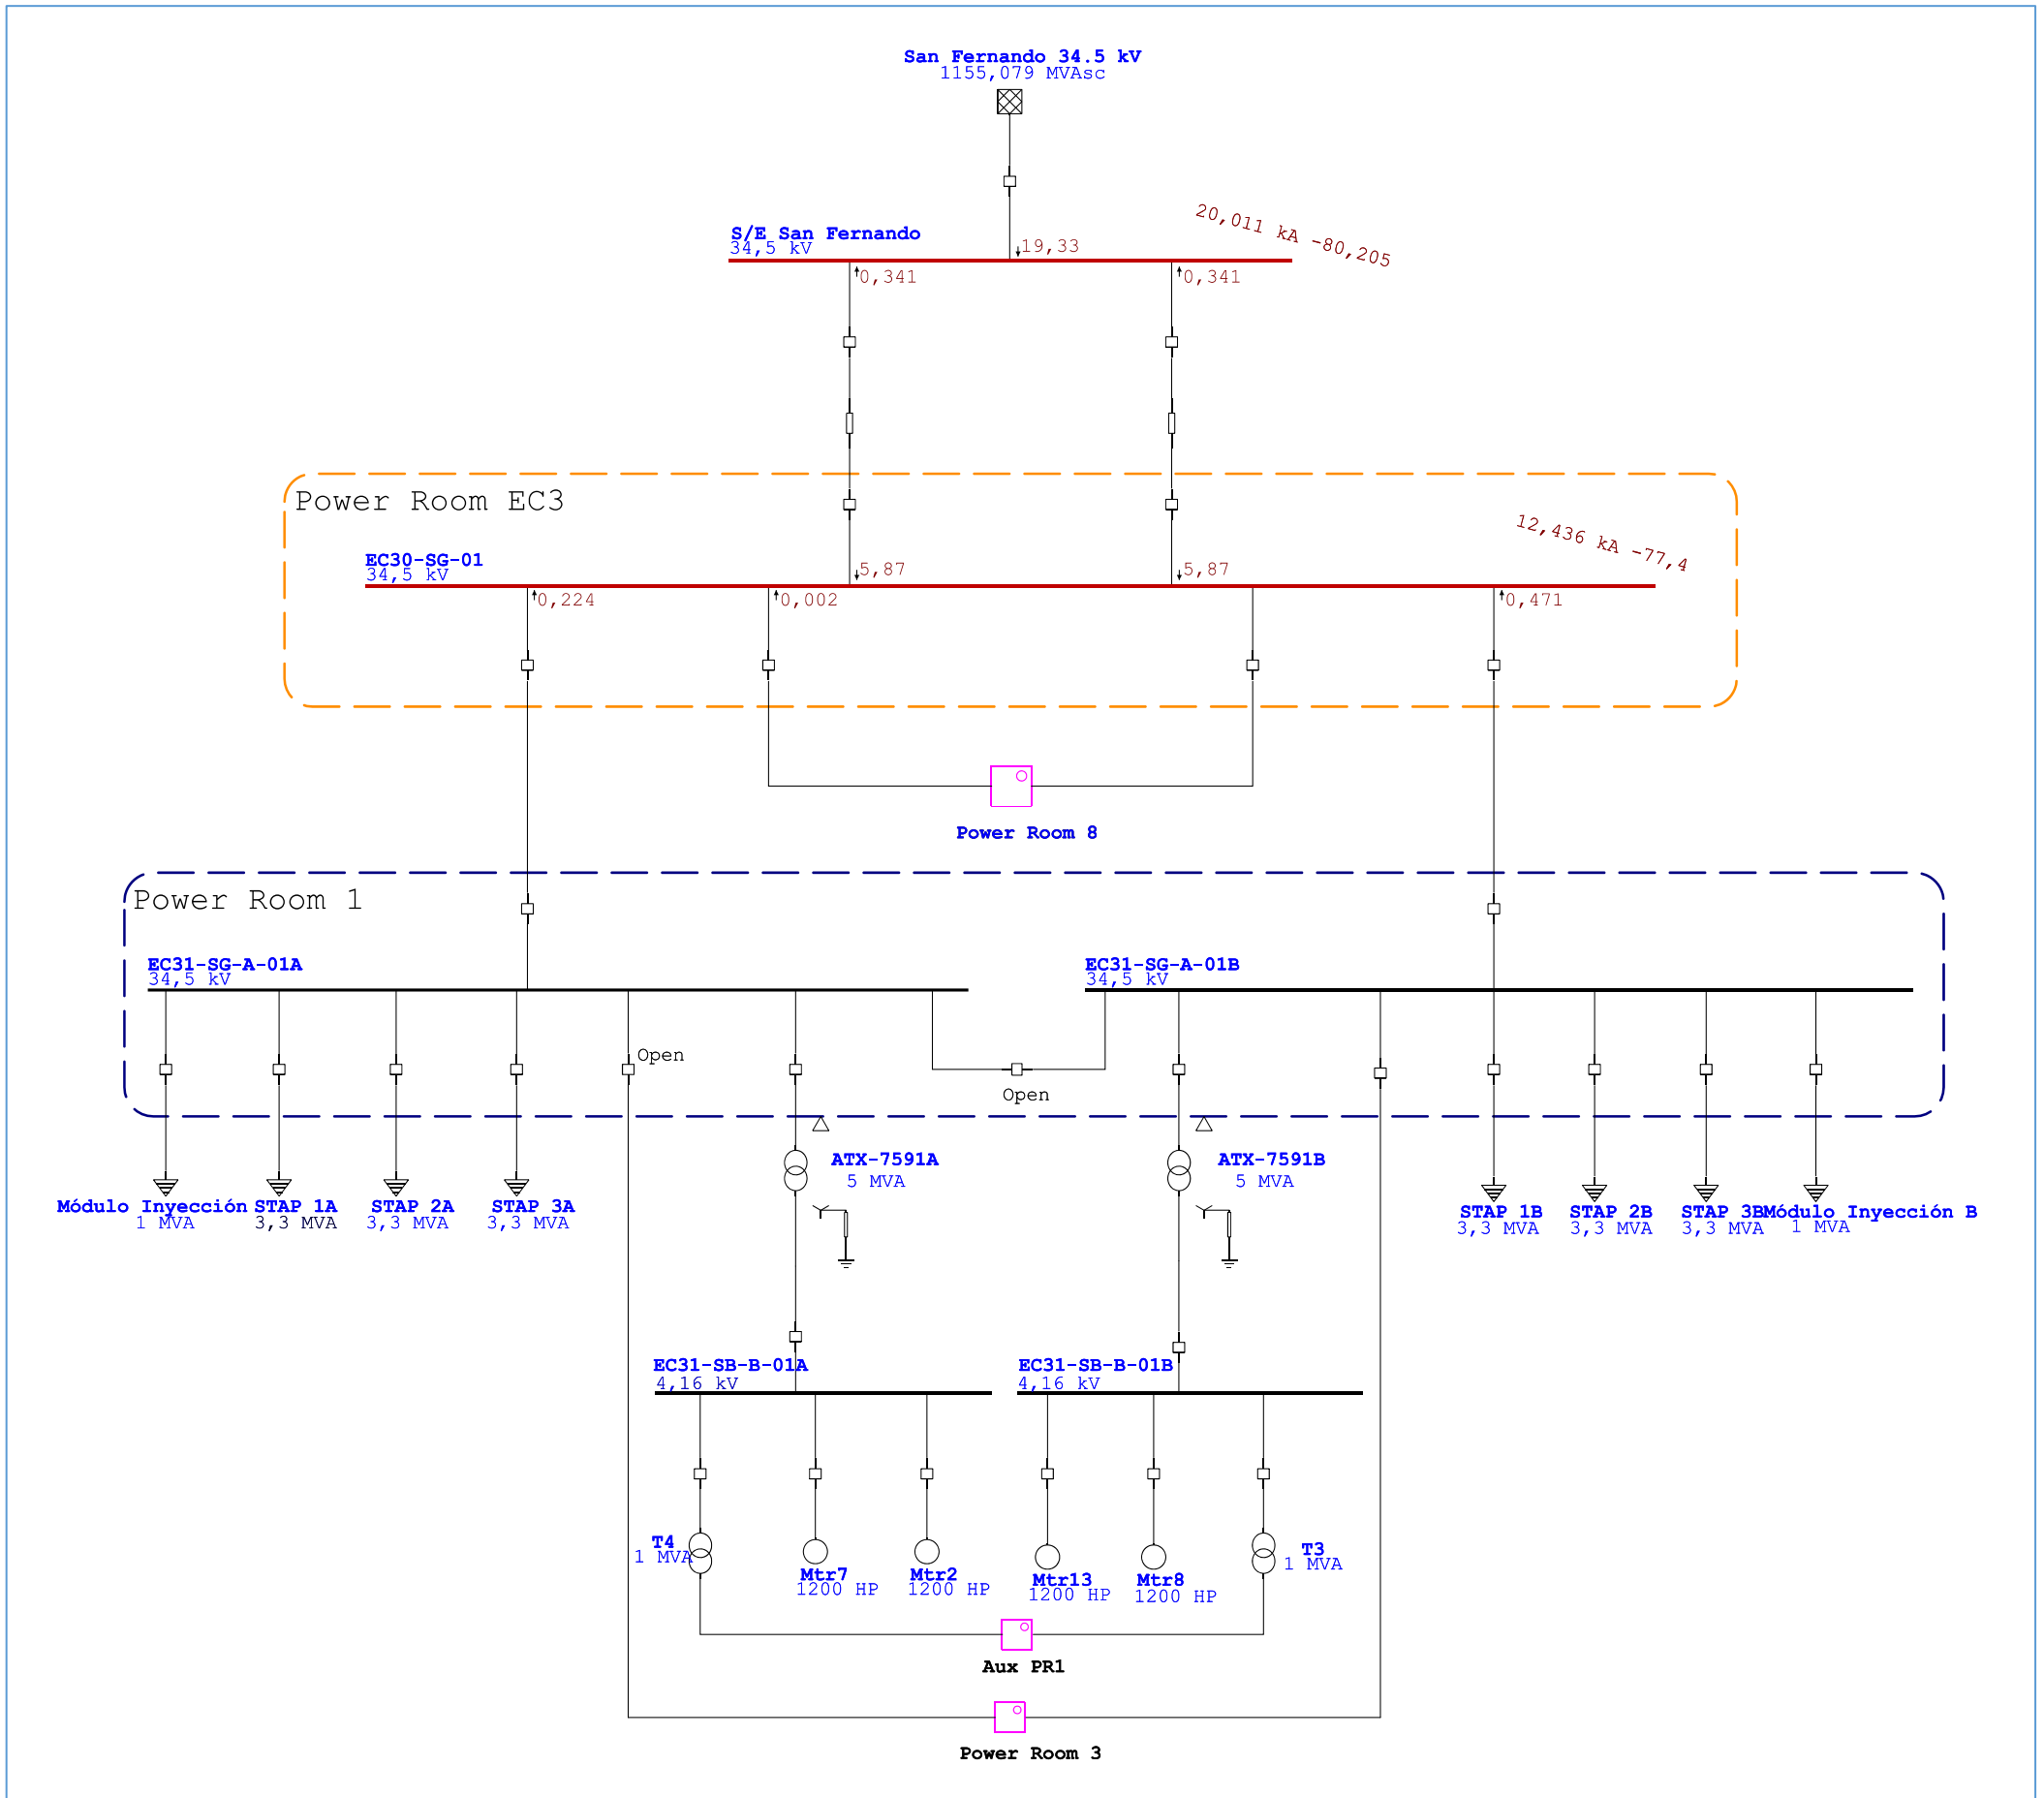 San Fernando 34.5 kV
1155,079 MVAsc
20,011 kA -80,205
S/E San Fernando
34,5 kV
19,33
0,341
0,341
Power Room EC3
12,436 kA -77,4
EC30-SG-01
34,5 kV
5,87
5,87
0,224
0,002
0,471
Power Room 8
Power Room 1
EC31-SG-A-01A
34,5 kV
EC31-SG-A-01B
34,5 kV
Open
Open
ATX-7591A
5 MVA
ATX-7591B
5 MVA
Módulo Inyección
1 MVA
STAP 1A
3,3 MVA
STAP 2A
3,3 MVA
STAP 3A
3,3 MVA
STAP 1B
3,3 MVA
STAP 2B
3,3 MVA
STAP 3B
3,3 MVA
Módulo Inyección B
1 MVA
EC31-SB-B-01A
4,16 kV
EC31-SB-B-01B
4,16 kV
T4
1 MVA
Mtr7
1200 HP
Mtr2
1200 HP
Mtr13
1200 HP
Mtr8
1200 HP
T3
1 MVA
Aux PR1
Power Room 3